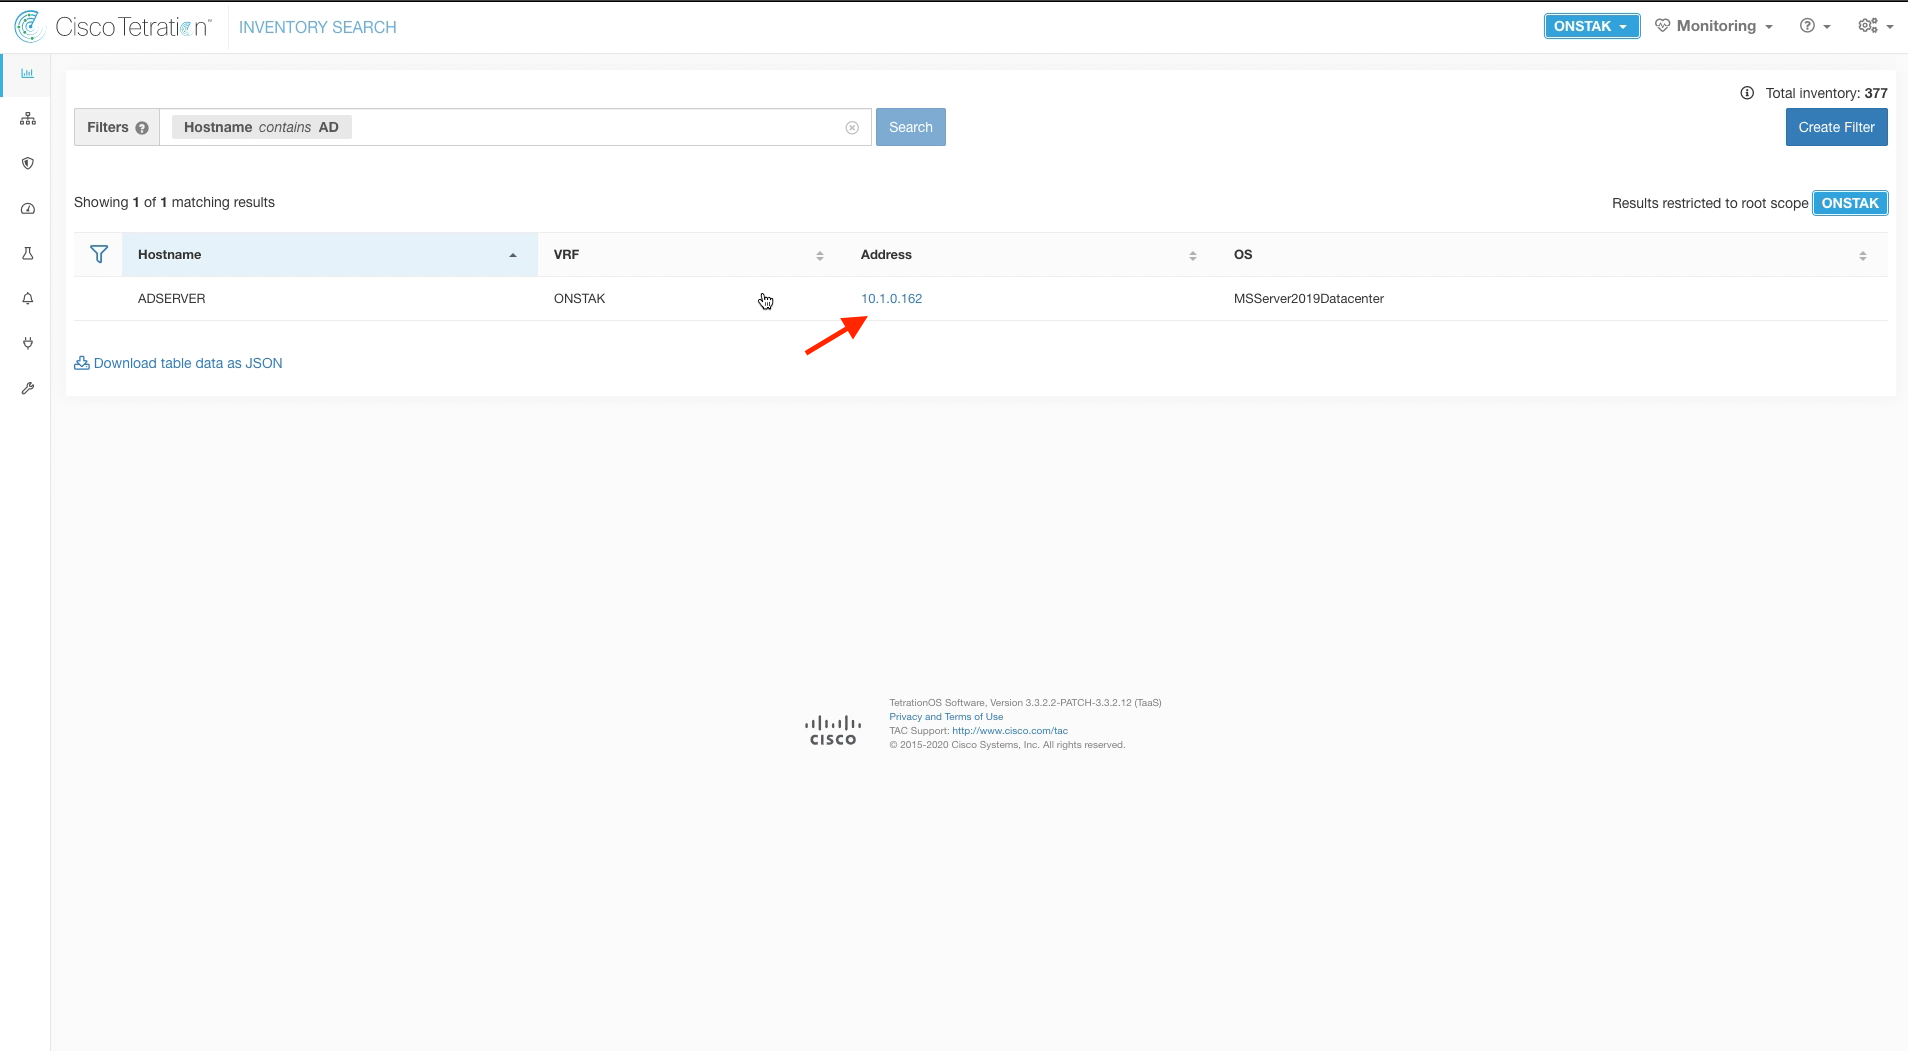 Cisco Tetration™ INVENTORY SEARCH ONSTAK Monitoring ?
Total inventory: 377
Filters ? Hostname contains AD Search Create Filter
Showing 1 of 1 matching results Results restricted to root scope ONSTAK
Hostname VRF Address OS
ADSERVER ONSTAK 10.1.0.162 MSServer2019Datacenter
Download table data as JSON
TetrationOS Software, Version 3.3.2.2-PATCH-3.3.2.12 (TaaS)
Privacy and Terms of Use
TAC Support: http://www.cisco.com/tac
CISCO
© 2015-2020 Cisco Systems, Inc. All rights reserved.